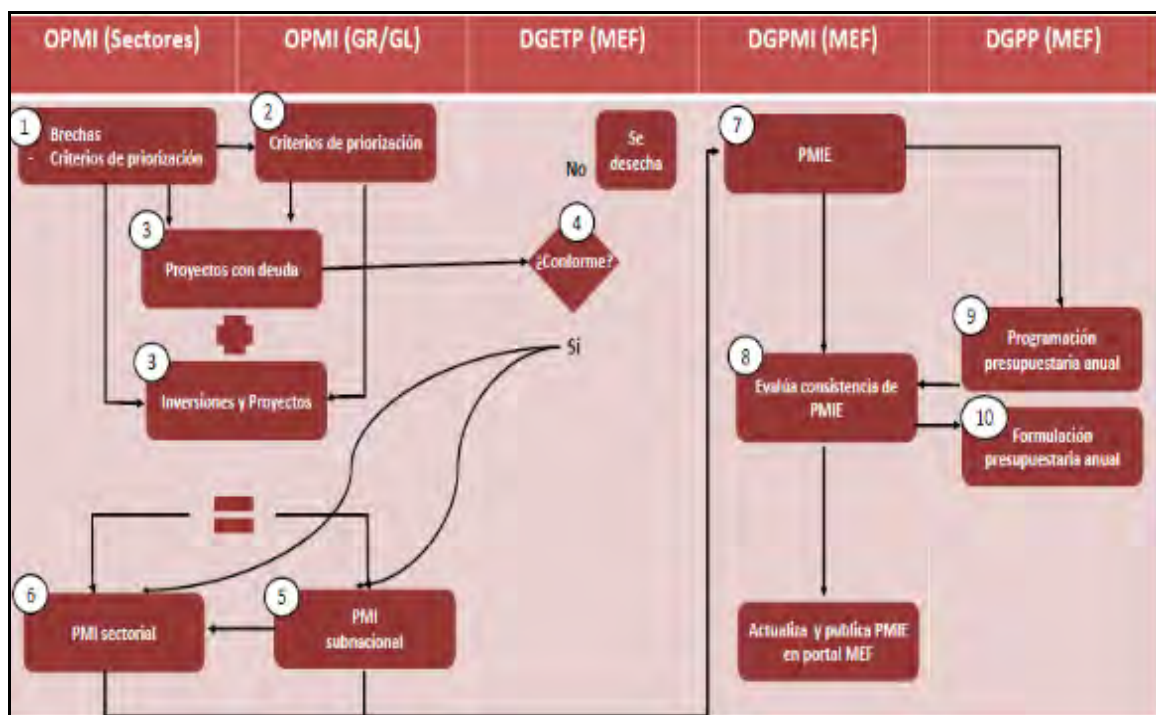 OPMI (Sectores)
OPMI (GR/GL)
DGETP (MEF)
DGPMI (MEF)
DGPP (MEF)
1
Brechas
- Criterios de priorización
2
Criterios de priorización
No
Se
desecha
7
PMIE
3
Proyectos con deuda
4
¿Conforme?
3
Inversiones y Proyectos
Si
8
Evalúa consistencia de
PMIE
9
Programación
presupuestaria anual
10
Formulación
presupuestaria anual
6
PMI sectorial
5
PMI
subnacional
Actualiza y publica PMIE
en portal MEF